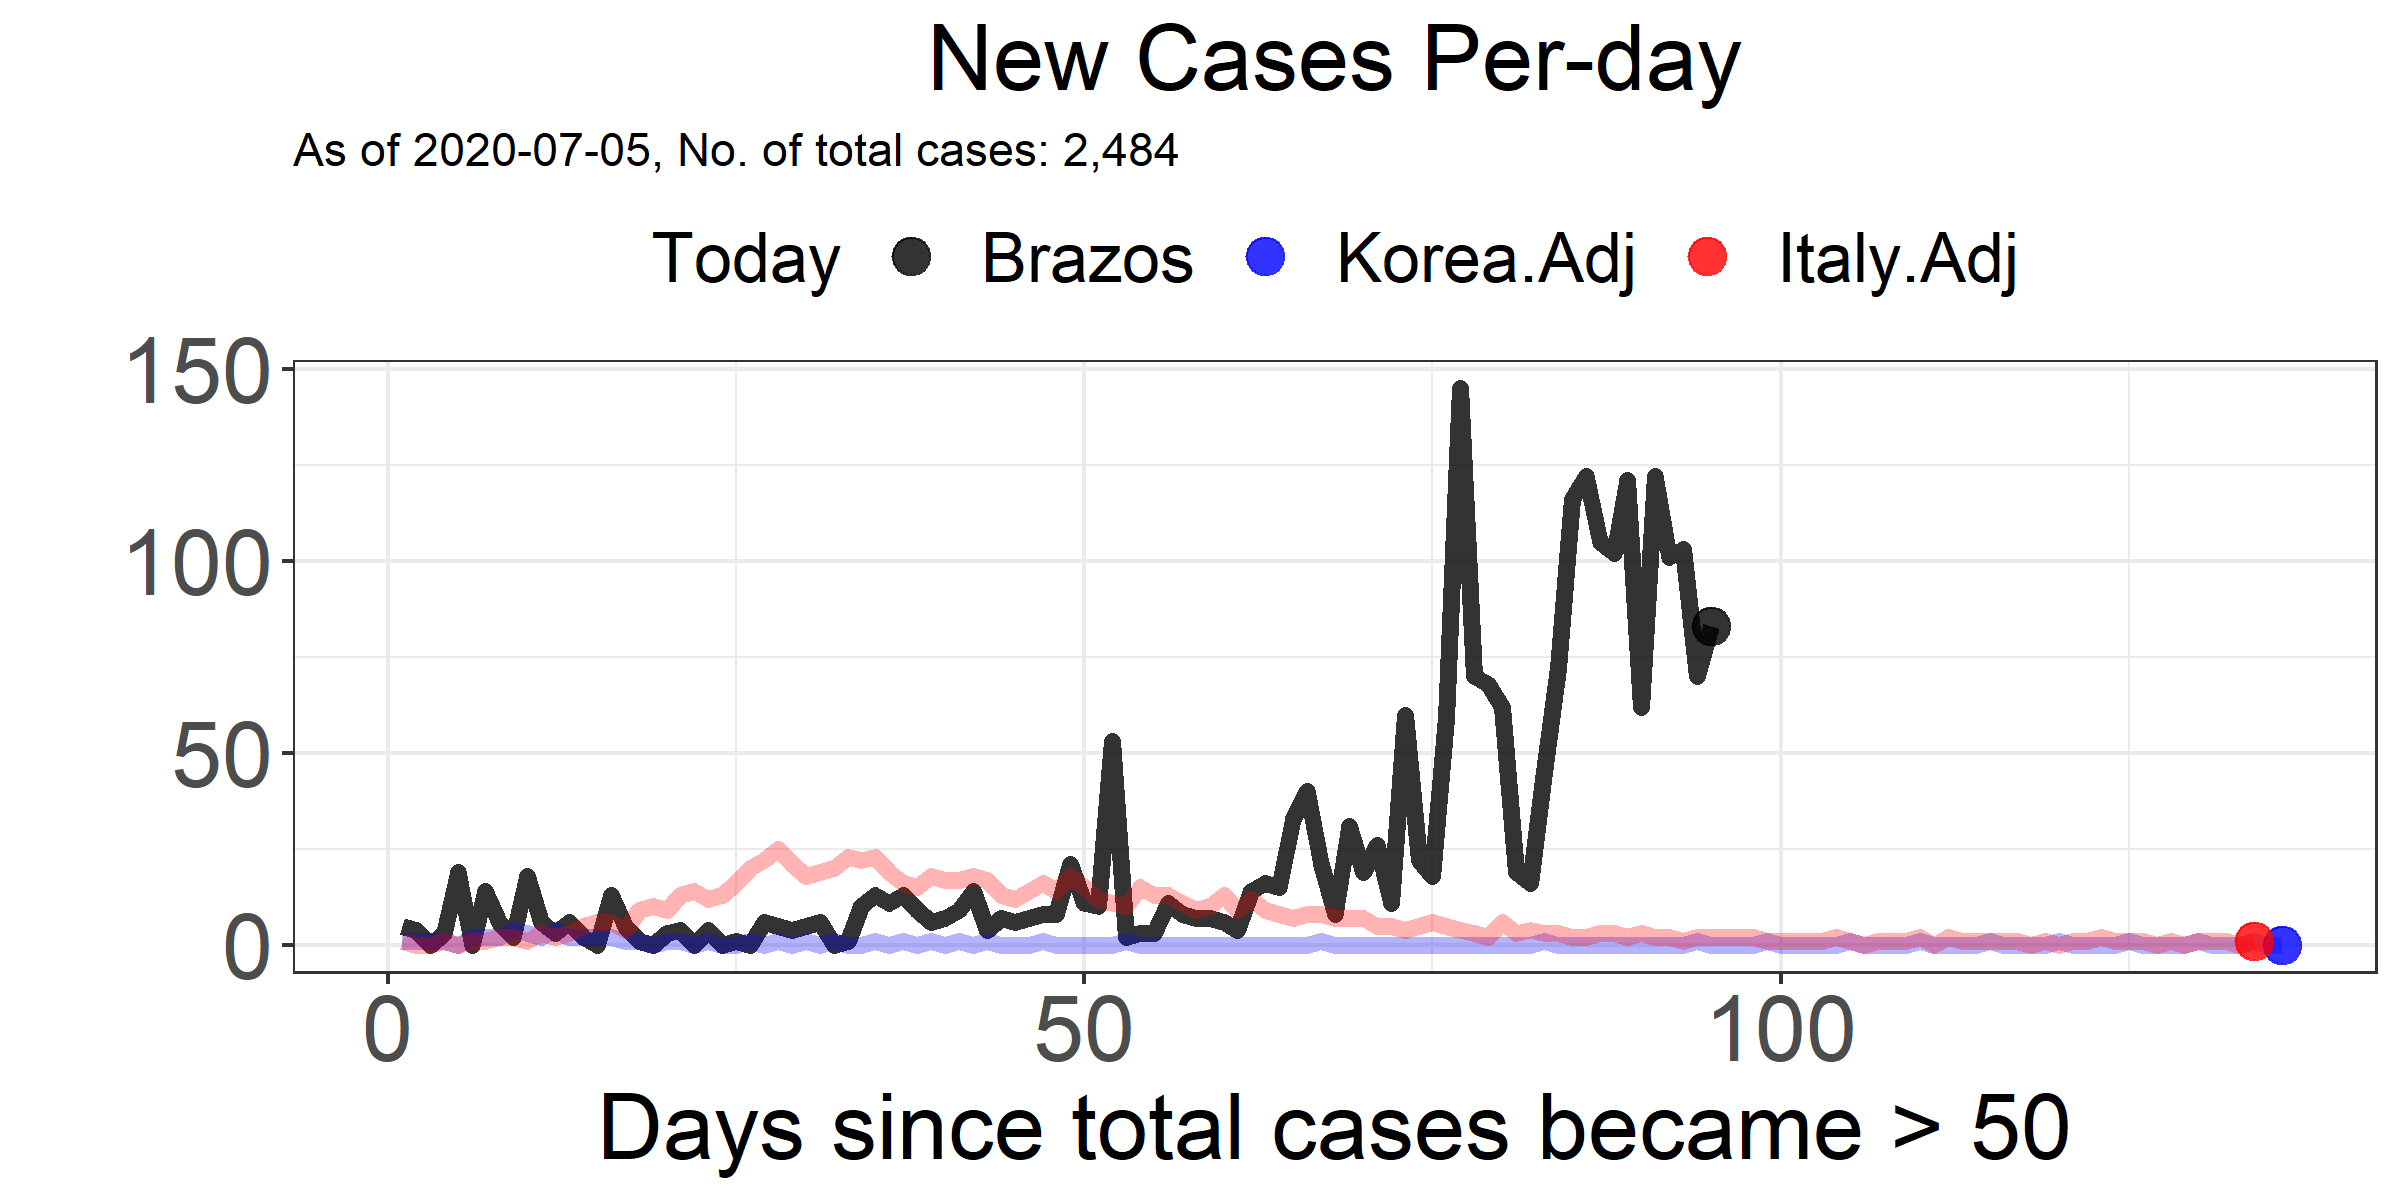 New Cases Per-day
As of 2020-07-05, No. of total cases: 2,484
Today Brazos Korea.Adj Italy.Adj
150
100
50
0
0 50 100
Days since total cases became > 50